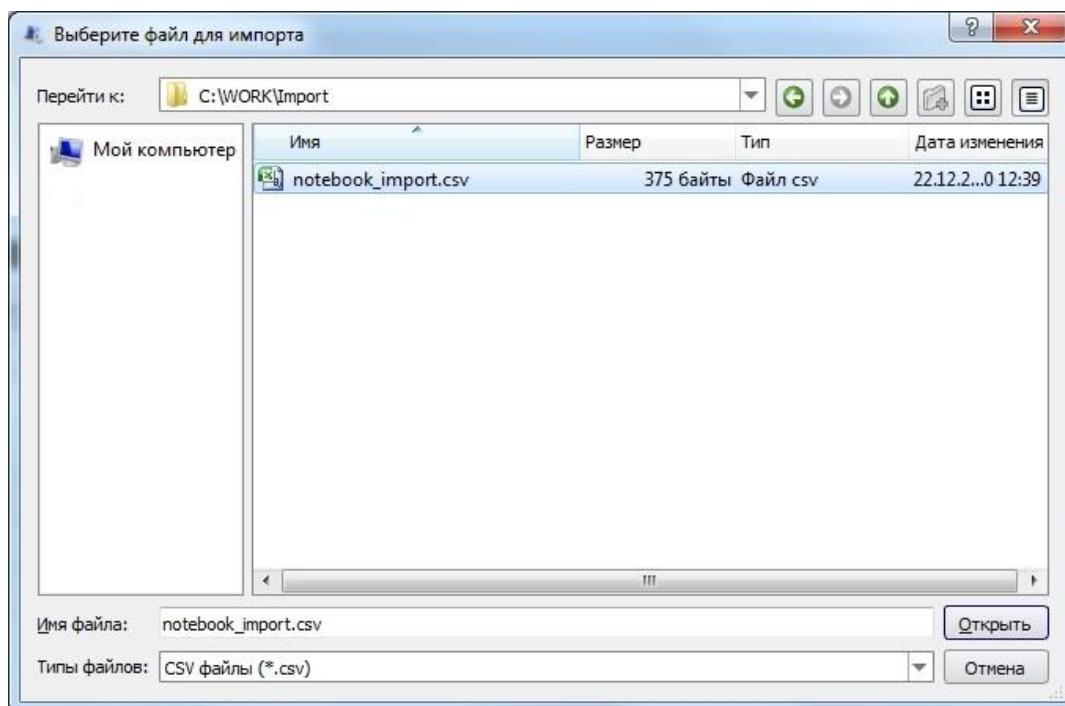 Выберите файл для импорта
Перейти к: C:\WORK\Import
Мой компьютер
Имя Размер Тип Дата изменения
notebook_import.csv 375 байты Файл csv 22.12.2...0 12:39
Имя файла: notebook_import.csv Открыть
Типы файлов: CSV файлы (*.csv) Отмена